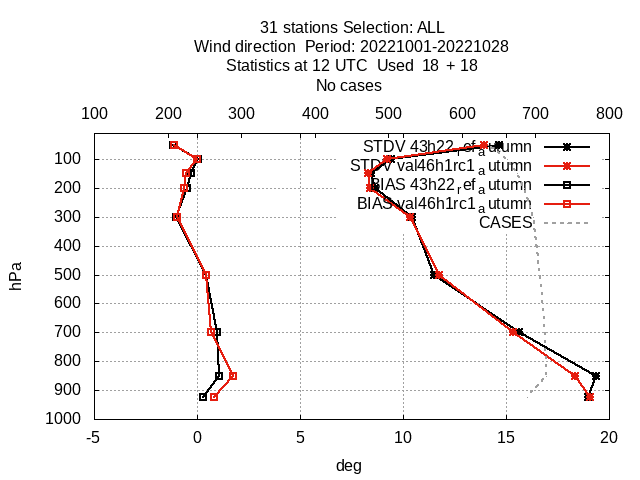 31 stations Selection: ALL
Wind direction  Period: 20221001-20221028
Statistics at 12 UTC  Used  18  + 18
No cases
100 200 300 400 500 600 700 800
STDV 43h22_ref_autumn
STDV val46h1rc1_autumn
BIAS 43h22_ref_autumn
BIAS val46h1rc1_autumn
CASES
100
200
300
400
500
600
700
800
900
1000
hPa
-5 0 5 10 15 20
deg